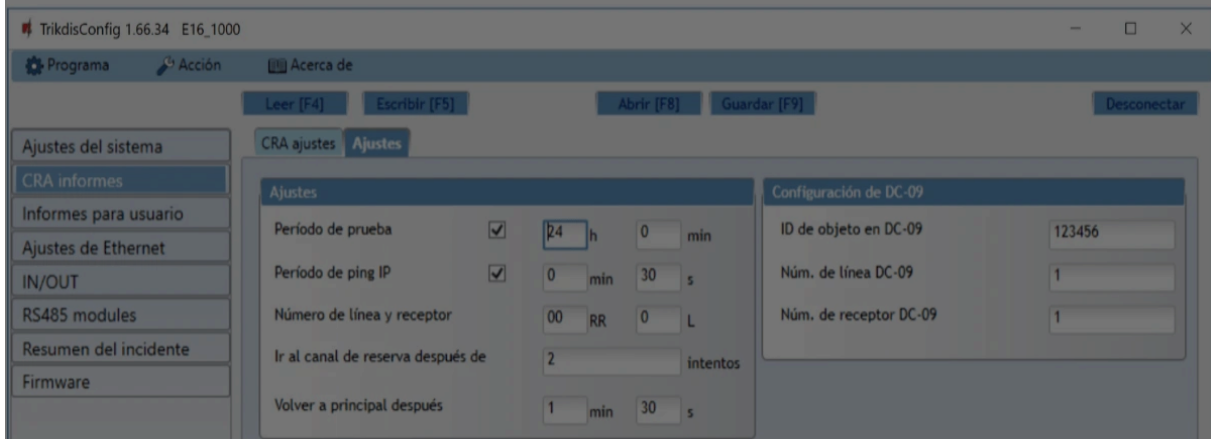 TrikdisConfig 1.66.34 E16_1000
Programa Acción Acerca de
Leer [F4] Escribir [F5] Abrir [F8] Guardar [F9] Desconectar
Ajustes del sistema
CRA informes
Informes para usuario
Ajustes de Ethernet
IN/OUT
RS485 modules
Resumen del incidente
Firmware
CRA ajustes Ajustes
Ajustes
Período de prueba 24 h 0 min
Período de ping IP 0 min 30 s
Número de línea y receptor 00 RR 0 L
Ir al canal de reserva después de 2 intentos
Volver a principal después 1 min 30 s
Configuración de DC-09
ID de objeto en DC-09 123456
Núm. de línea DC-09 1
Núm. de receptor DC-09 1